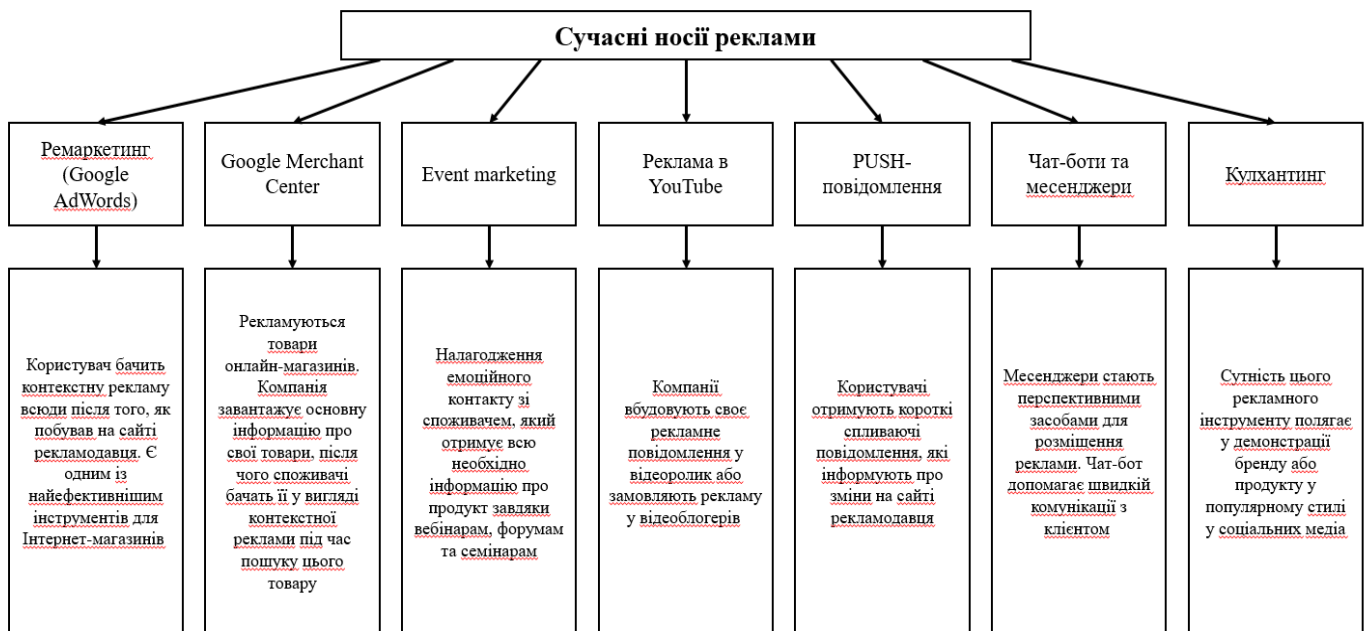 Сучасні носії реклами
Ремаркетинг
(Google
AdWords)
Google Merchant
Center
Event marketing
Реклама в
YouTube
PUSH-
повідомлення
Чат-боти та
месенджери
Кулхантинг
Користувач бачить
контекстну рекламу
всюди після того, як
побував на сайті
рекламодавця. Є
одним із
найефективнішим
інструментів для
Інтернет-магазинів
Рекламуються
товари
онлайн-магазинів.
Компанія
завантажує основну
інформацію про
свої товари, після
чого споживачі
бачать її у вигляді
контекстної
реклами під час
пошуку цього
товару
Налагодження
емоційного
контакту зі
споживачем, який
отримує всю
необхідно
інформацію про
продукт завдяки
вебінарам, форумам
та семінарам
Компанії
вбудовують своє
рекламне
повідомлення у
відеоролик або
замовляють рекламу
у відеоблогерів
Користувачі
отримують короткі
спливаючі
повідомлення, які
інформують про
зміни на сайті
рекламодавця
Месенджери стають
перспективними
засобами для
розміщення
реклами. Чат-бот
допомагає швидкій
комунікації з
клієнтом
Сутність цього
рекламного
інструменту полягає
у демонстрації
бренду або
продукту у
популярному стилі
у соціальних медіа